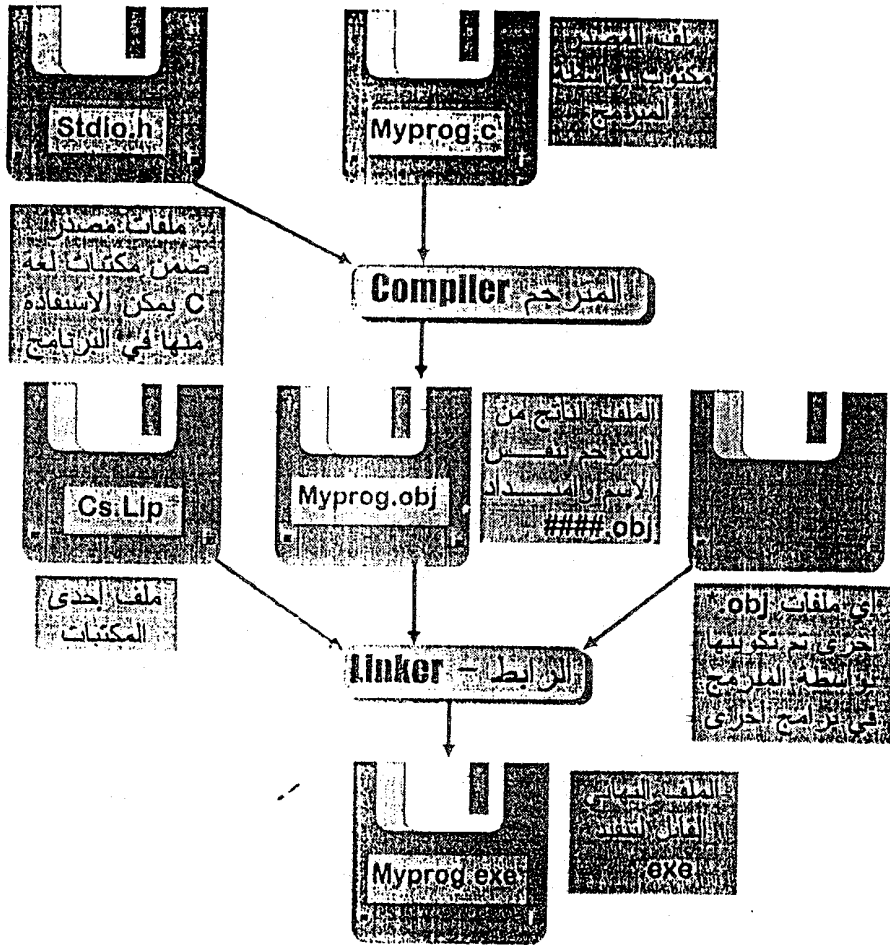 Stdio.h
Myprog.c
ملف المصدر
مكتوب بواسطة
المبرمج
ملفات مصدر
ضمن مكتبات لغة
C يمكن الاستفادة
منها في البرنامج
Compiler المترجم
Cs.Lip
Myprog.obj
الملف الناتج من
المترجم بنفس
الاسم وامتداد
####.obj
ملف إحدى
المكتبات
أي ملفات obj.*
أخرى تم تكوينها
بواسطة المبرمج
في برامج أخرى
Linker – الرابط
Myprog.exe
الملف النهائي
القابل للتنفيذ
exe